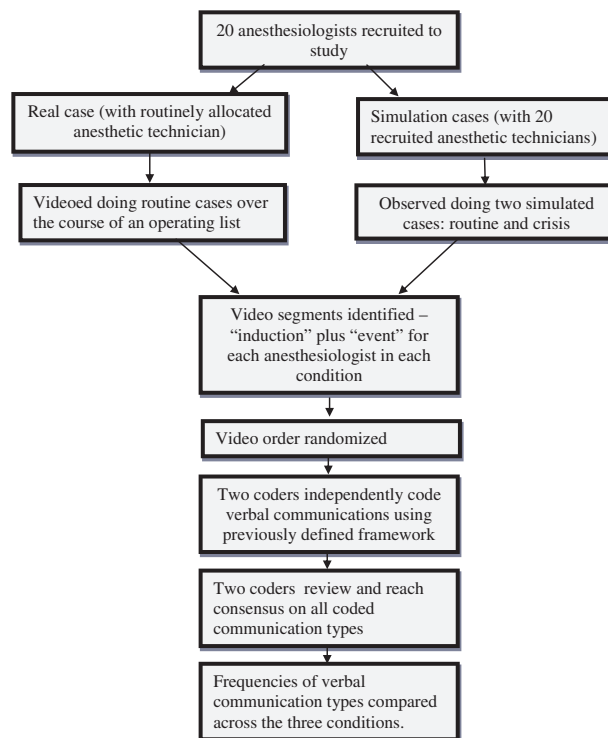 20 anesthesiologists recruited to
study
Real case (with routinely allocated
anesthetic technician)
Simulation cases (with 20
recruited anesthetic technicians)
Videoed doing routine cases over
the course of an operating list
Observed doing two simulated
cases: routine and crisis
Video segments identified –
“induction” plus “event” for
each anesthesiologist in each
condition
Video order randomized
Two coders independently code
verbal communications using
previously defined framework
Two coders review and reach
consensus on all coded
communication types
Frequencies of verbal
communication types compared
across the three conditions.